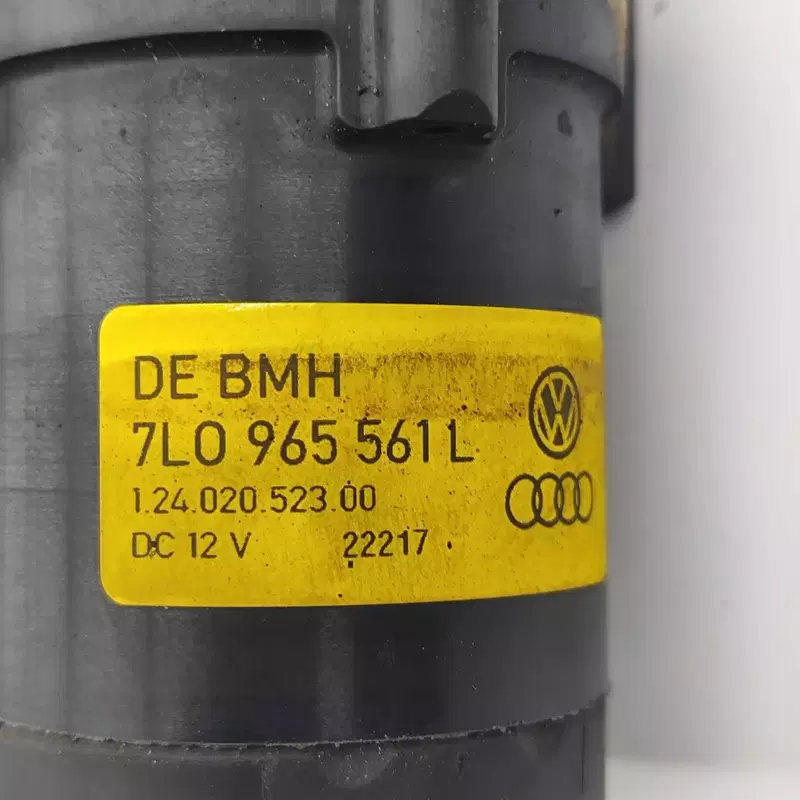 DE BMH
7L0 965 561 L
1.24.020.523.00
DC 12 V 22217